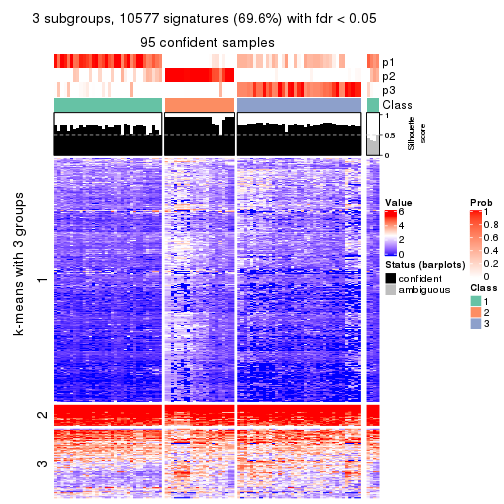 3 subgroups, 10577 signatures (69.6%) with fdr < 0.05
95 confident samples
p1
p2
p3
Class
1
0.5
0
Silhouette
score
k-means with 3 groups
1
2
3
Value
6
4
2
0
Status (barplots)
confident
ambiguous
Prob
1
0.8
0.6
0.4
0.2
0
Class
1
2
3